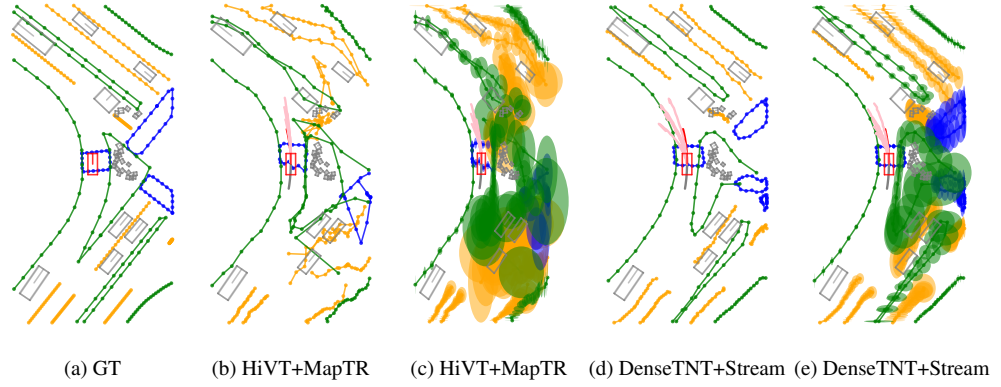 (a) GT
(b) HiVT+MapTR
(c) HiVT+MapTR
(d) DenseTNT+Stream
(e) DenseTNT+Stream